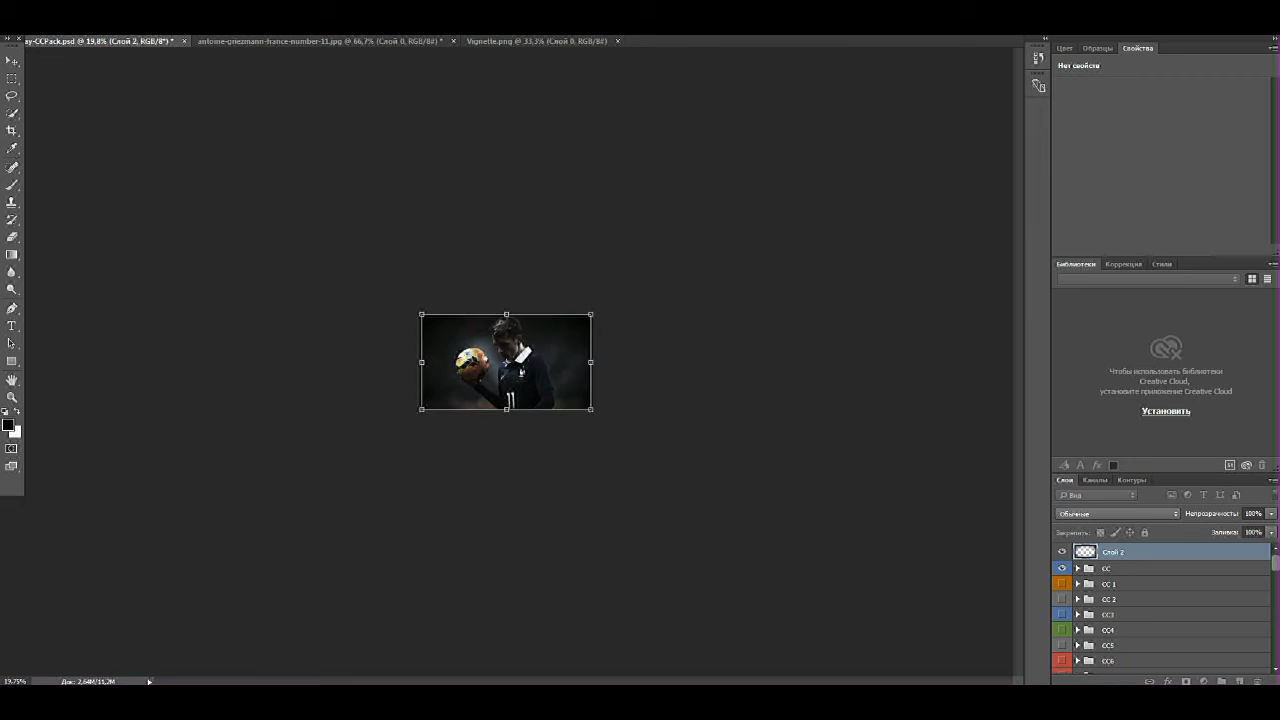 ay-CCPack.psd @ 19,8% (Слой 2, RGB/8*) * ×
antoine-griezmann-france-number-11.jpg @ 66,7% (Слой 0, RGB/8#) * ×
Vignette.png @ 33,3% (Слой 0, RGB/8#) ×
Цвет Образцы Свойства
Нет свойств
Библиотеки Коррекция Стили
Чтобы использовать библиотеки
Creative Cloud,
установите приложение Creative Cloud
Установить
Слои Каналы Контуры
Вид
Обычные Непрозрачность: 100%
Закрепить: Заливка: 100%
Слой 2
CC
CC 1
CC 2
CC3
CC4
CC5
CC6
11
19,75% Док: 2,64M/11,2M